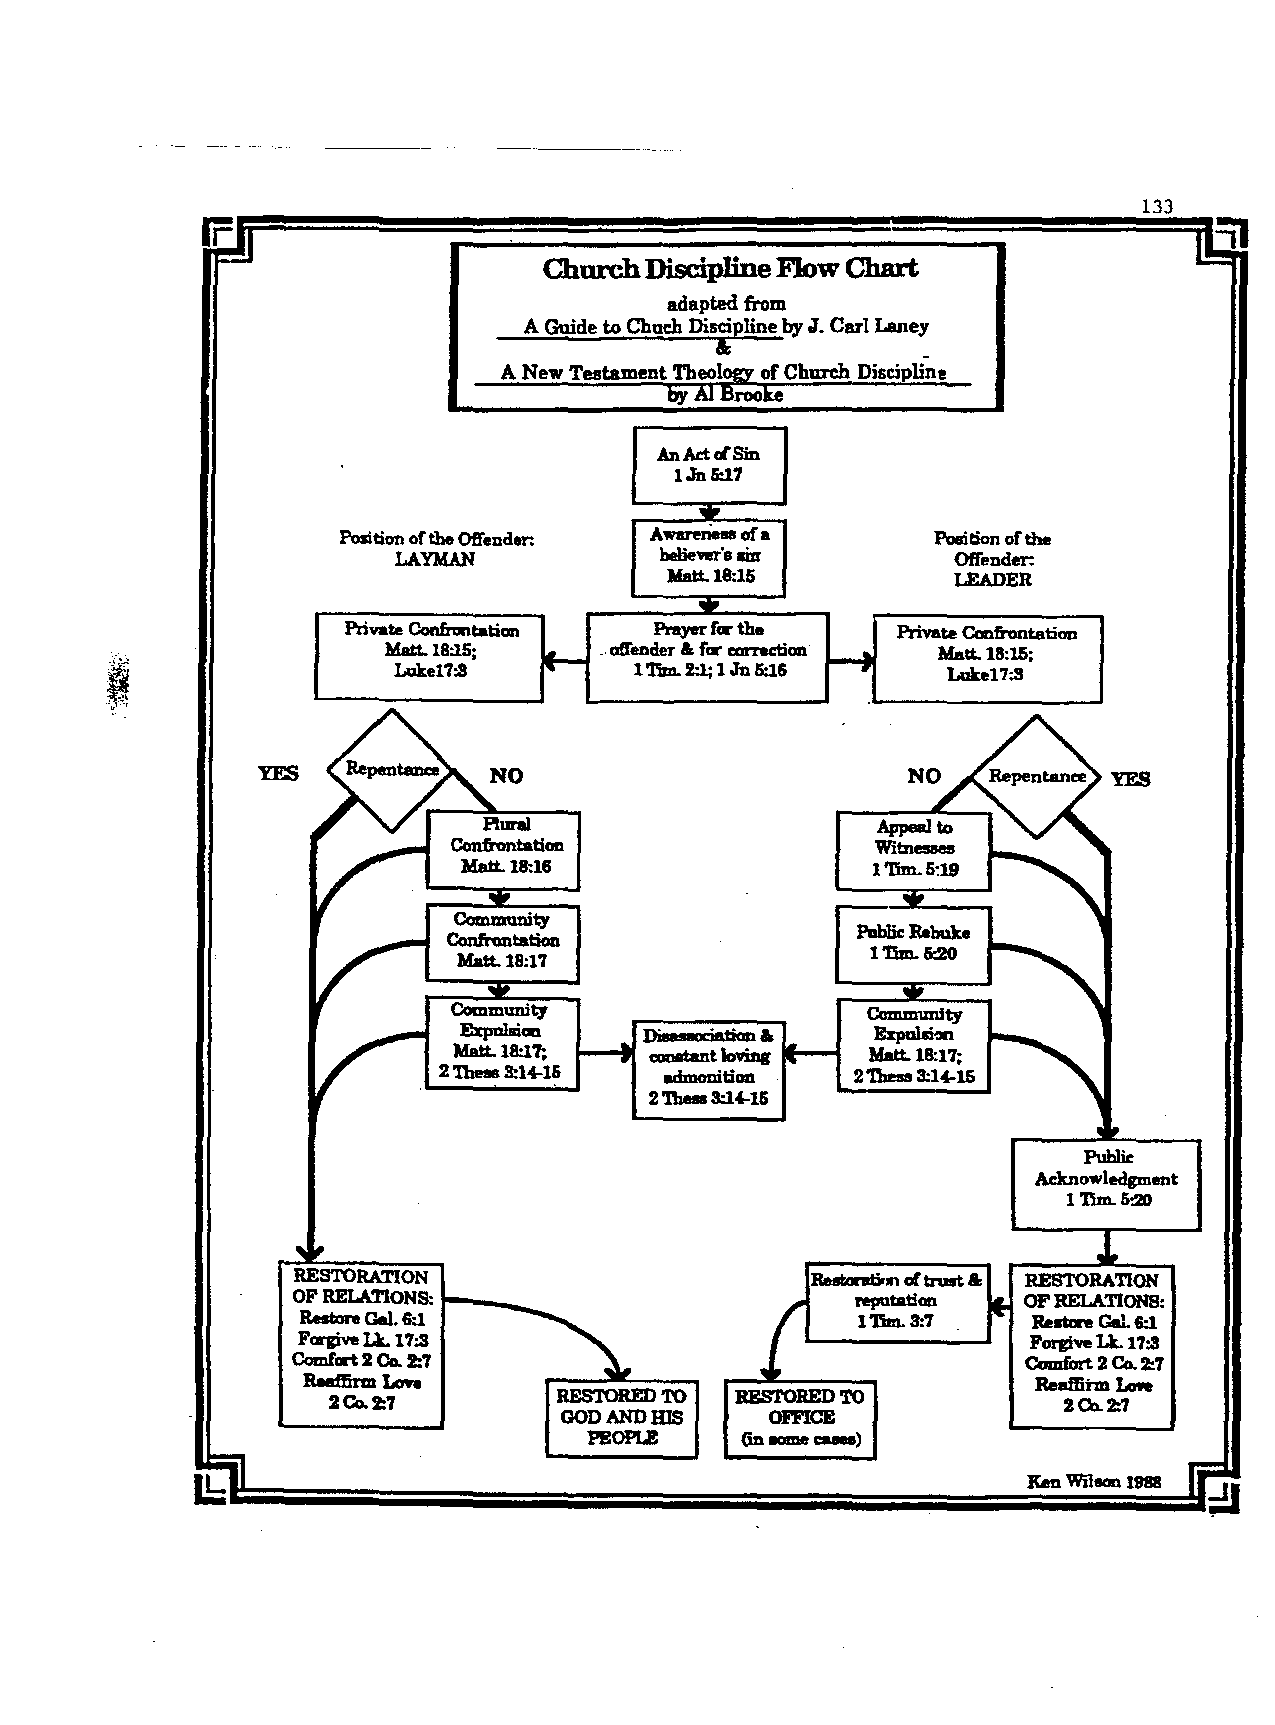 133
Church Discipline Flow Chart
adapted from
A Guide to Chuch Discipline by J. Carl Laney
&
A New Testament Theology of Church Discipline
by Al Brooke
An Act of Sin
1 Jn 5:17
Awareness of a
believer's sin
Matt. 18:15
Position of the Offender:
LAYMAN
Position of the
Offender:
LEADER
Private Confrontation
Matt. 18:15;
Luke17:3
Prayer for the
offender & for correction
1 Tim. 2:1; 1 Jn 5:16
Private Confrontation
Matt. 18:15;
Luke17:3
YES
Repentance
NO
NO
Repentance
YES
Plural
Confrontation
Matt. 18:16
Appeal to
Witnesses
1 Tim. 5:19
Community
Confrontation
Matt. 18:17
Public Rebuke
1 Tim. 5:20
Community
Expulsion
Matt. 18:17;
2 Thess 3:14-15
Disassociation &
constant loving
admonition
2 Thess 3:14-15
Community
Expulsion
Matt. 18:17;
2 Thess 3:14-15
Public
Acknowledgment
1 Tim. 5:20
RESTORATION
OF RELATIONS:
Restore Gal. 6:1
Forgive Lk. 17:3
Comfort 2 Co. 2:7
Reaffirm Love
2 Co. 2:7
Restoration of trust &
reputation
1 Tim. 3:7
RESTORATION
OF RELATIONS:
Restore Gal. 6:1
Forgive Lk. 17:3
Comfort 2 Co. 2:7
Reaffirm Love
2 Co. 2:7
RESTORED TO
GOD AND HIS
PEOPLE
RESTORED TO
OFFICE
(in some cases)
Ken Wilson 1988